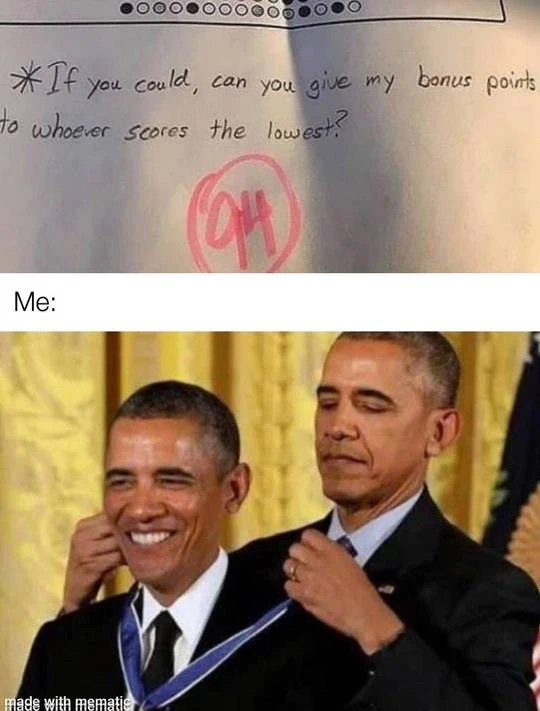 *If you could, can you give my bonus points
to whoever scores the lowest?
94
Me:
made with mematic